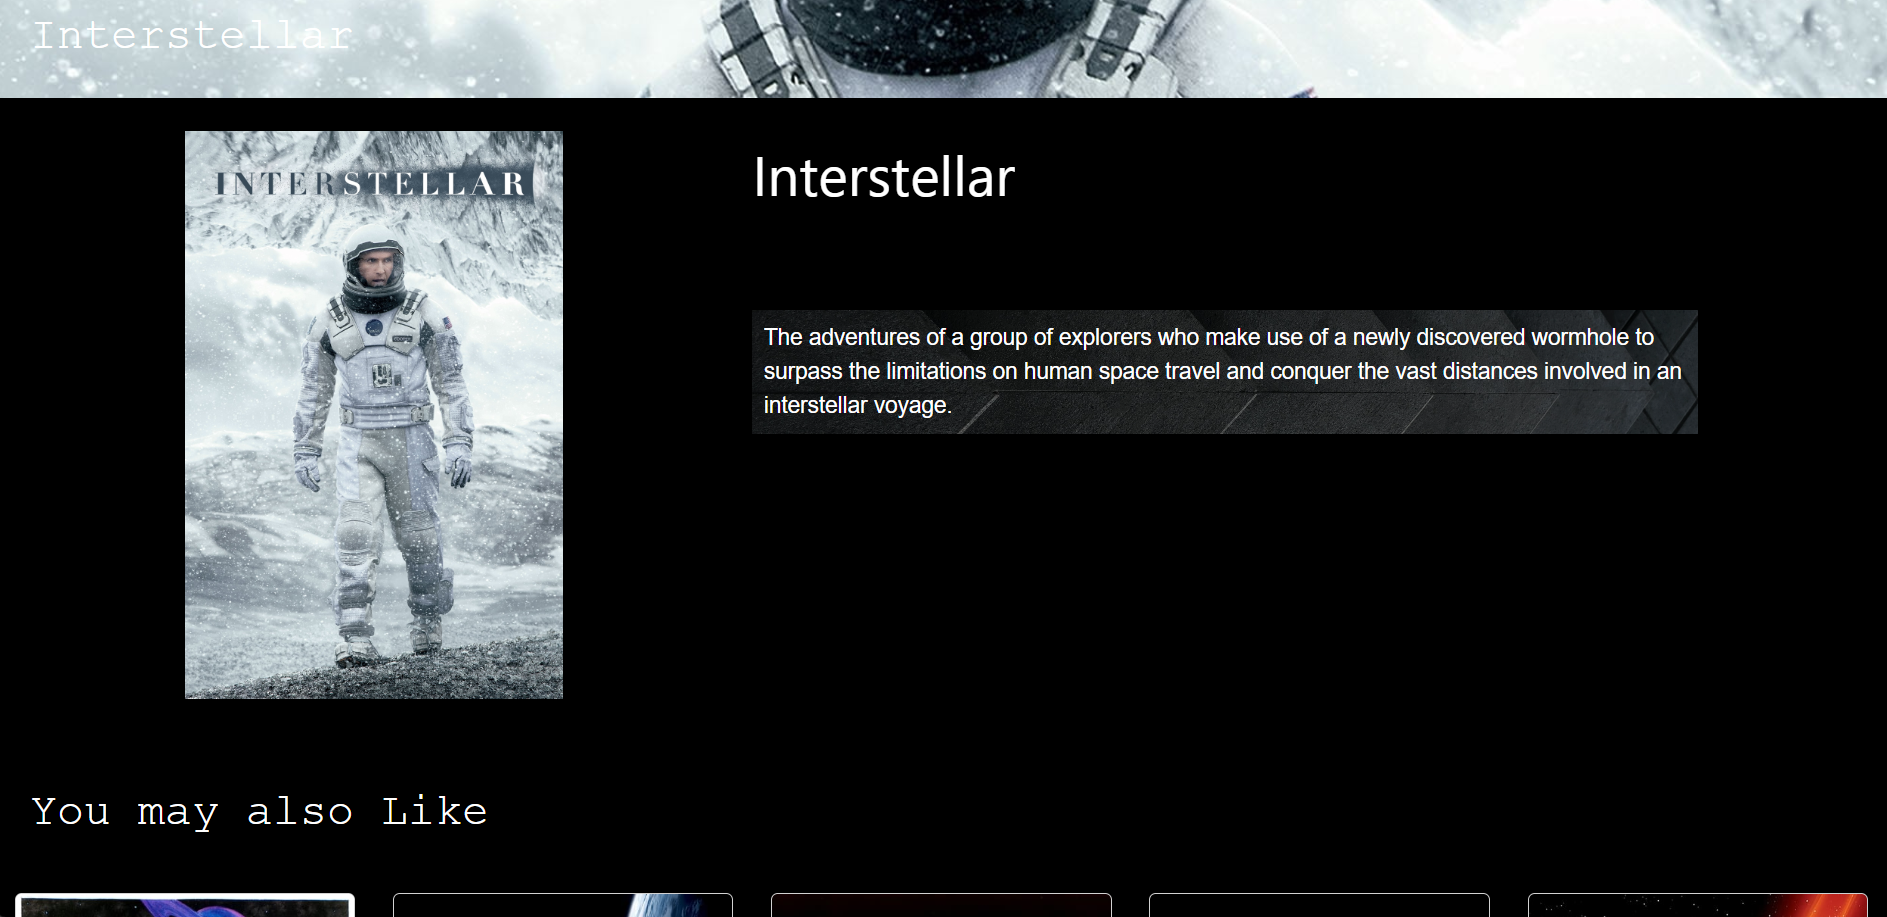 Interstellar
INTERSTELLAR
Interstellar
The adventures of a group of explorers who make use of a newly discovered wormhole to
surpass the limitations on human space travel and conquer the vast distances involved in an
interstellar voyage.
You may also Like